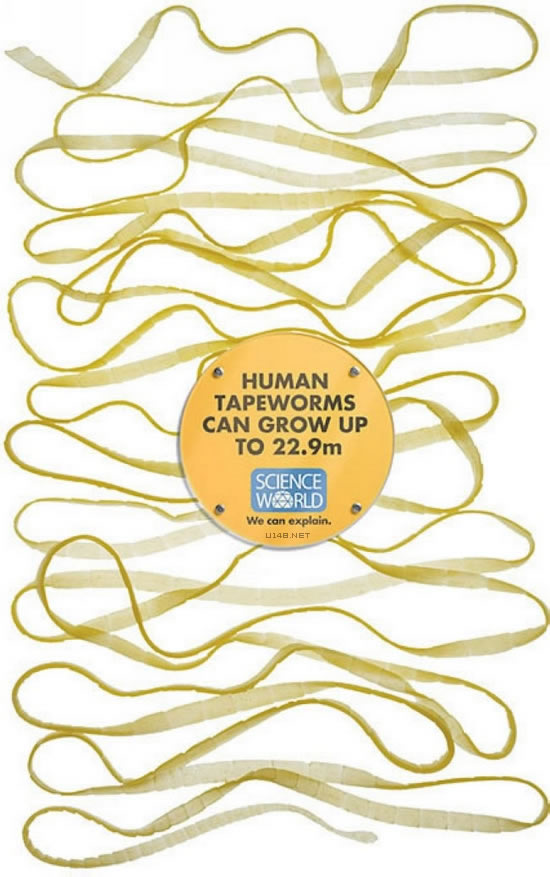 HUMAN
TAPEWORMS
CAN GROW UP
TO 22.9m
SCIENCE
WORLD
We can explain.
U148.NET